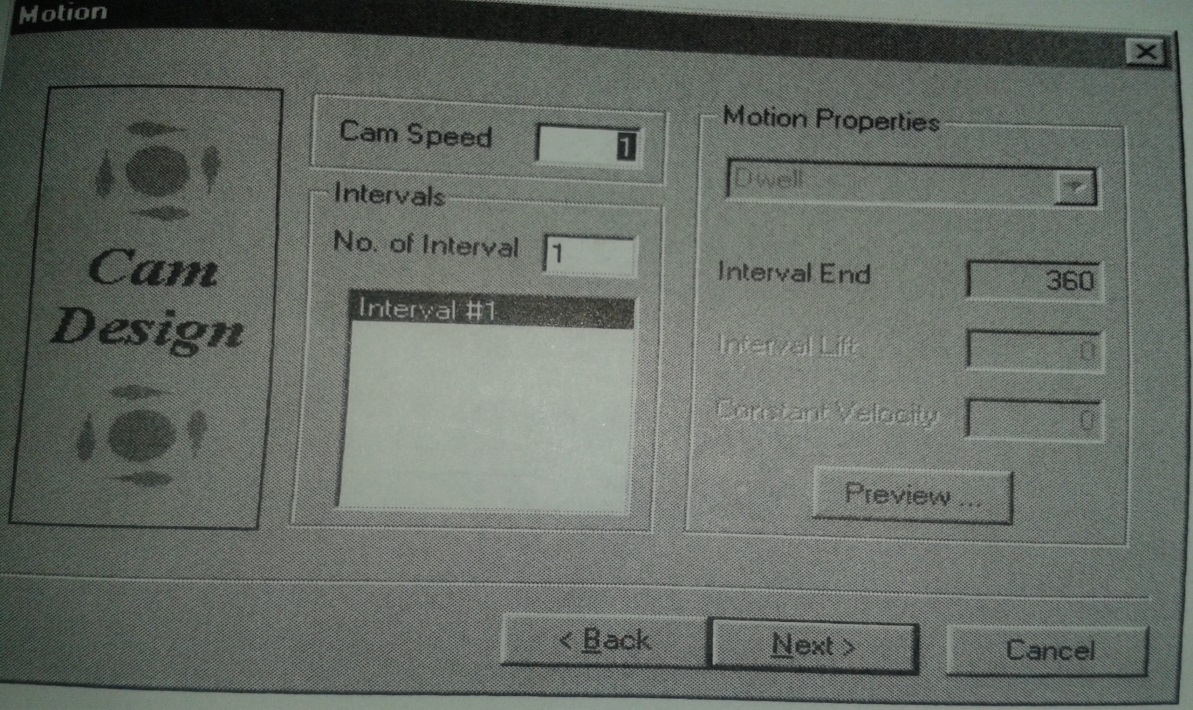 Motion
Cam
Design
Cam Speed
1
Intervals
No. of Interval
1
Interval #1
Motion Properties
Dwell
Interval End
360
Interval Lift
0
Constant Velocity
0
Preview ...
< Back
Next >
Cancel